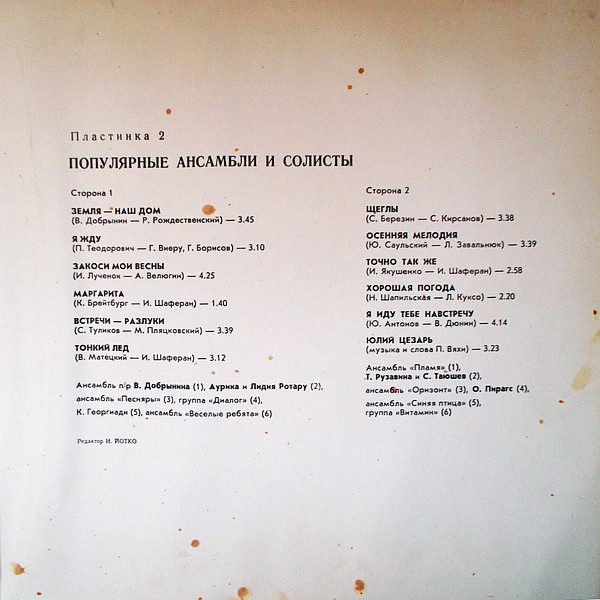 Пластинка 2
ПОПУЛЯРНЫЕ АНСАМБЛИ И СОЛИСТЫ
Сторона 1
ЗЕМЛЯ — НАШ ДОМ
(В. Добрынин — Р. Рождественский) — 3.45
Я ЖДУ
(П. Теодорович — Г. Виеру, Г. Борисов) — 3.10
ЗАКОСИ МОИ ВЕСНЫ
(И. Лученок — А. Велюгин) — 4.25
МАРГАРИТА
(К. Брейтбург — И. Шаферан) — 1.40
ВСТРЕЧИ — РАЗЛУКИ
(С. Туликов — М. Пляцковский) — 3.39
ТОНКИЙ ЛЕД
(В. Матецкий — И. Шаферан) — 3.12
Ансамбль п/р В. Добрынина (1), Аурика и Лидия Ротару (2),
ансамбль «Песняры» (3), группа «Диалог» (4),
К. Георгиади (5), ансамбль «Веселые ребята» (6)
Редактор И. ЙОТКО
Сторона 2
ЩЕГЛЫ
(С. Березин — С. Кирсанов) — 3.38
ОСЕННЯЯ МЕЛОДИЯ
(Ю. Саульский — Л. Завальнюк) — 3.39
ТОЧНО ТАК ЖЕ
(И. Якушенко — И. Шаферан) — 2.58
ХОРОШАЯ ПОГОДА
(Н. Шапильская — Л. Куксо) — 2.20
Я ИДУ ТЕБЕ НАВСТРЕЧУ
(Ю. Антонов — В. Дюнин) — 4.14
ЮЛИЙ ЦЕЗАРЬ
(музыка и слова П. Вяхи) — 3.23
Ансамбль «Пламя» (1),
Т. Рузавина и С. Таюшев (2),
ансамбль «Оризонт» (3), О. Пирагс (4),
ансамбль «Синяя птица» (5),
группа «Витамин» (6)